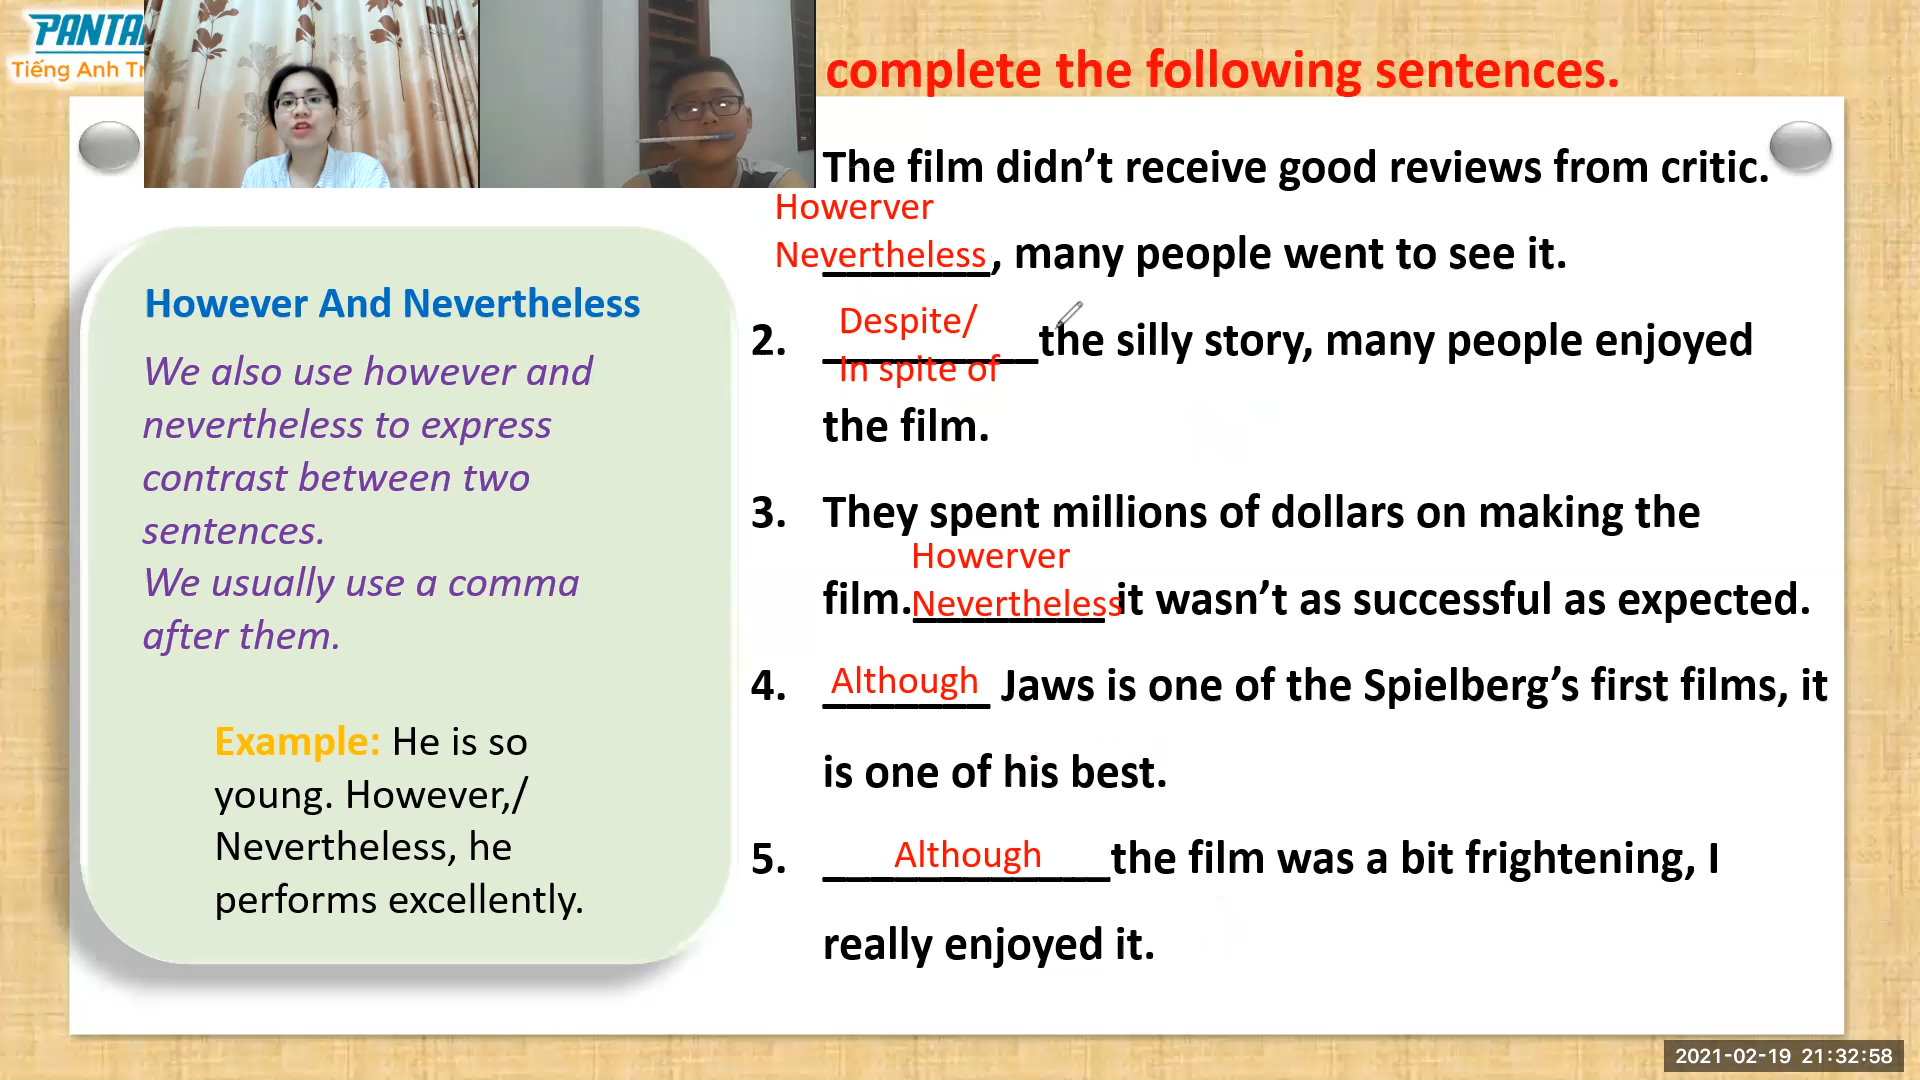 Tiếng Anh
complete the following sentences.
The film didn’t receive good reviews from critic.
Howerver
Nevertheless
________, many people went to see it.
However And Nevertheless
We also use however and
nevertheless to express
contrast between two
sentences.
We usually use a comma
after them.
Example: He is so
young. However,/
Nevertheless, he
performs excellently.
Despite/
In spite of
2. __________the silly story, many people enjoyed
the film.
3. They spent millions of dollars on making the
Howerver
Nevertheless
film._________ it wasn’t as successful as expected.
Although
4. ________ Jaws is one of the Spielberg’s first films, it
is one of his best.
Although
5. _____________the film was a bit frightening, I
really enjoyed it.
2021-02-19 21:32:58